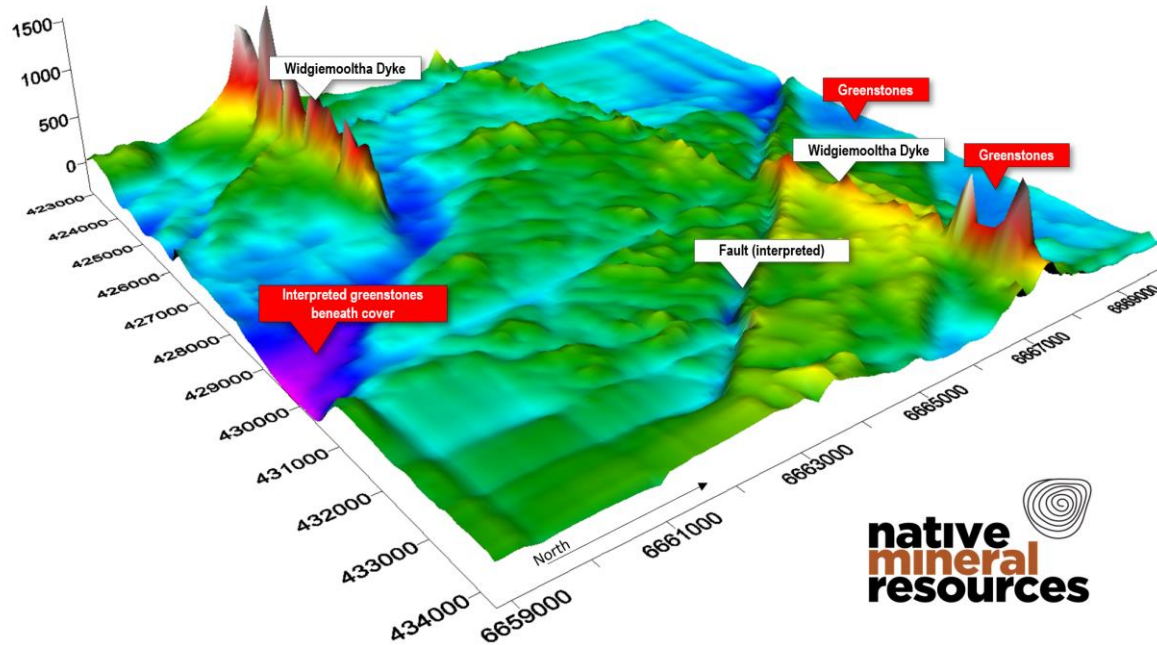 1500
1000
500
0
Widgiemooltha Dyke
Greenstones
Widgiemooltha Dyke
Greenstones
Fault (interpreted)
Interpreted greenstones
beneath cover
423000
424000
425000
426000
427000
428000
429000
430000
431000
432000
433000
434000
6659000
6661000
6663000
6665000
6667000
6669000
North
native
mineral
resources